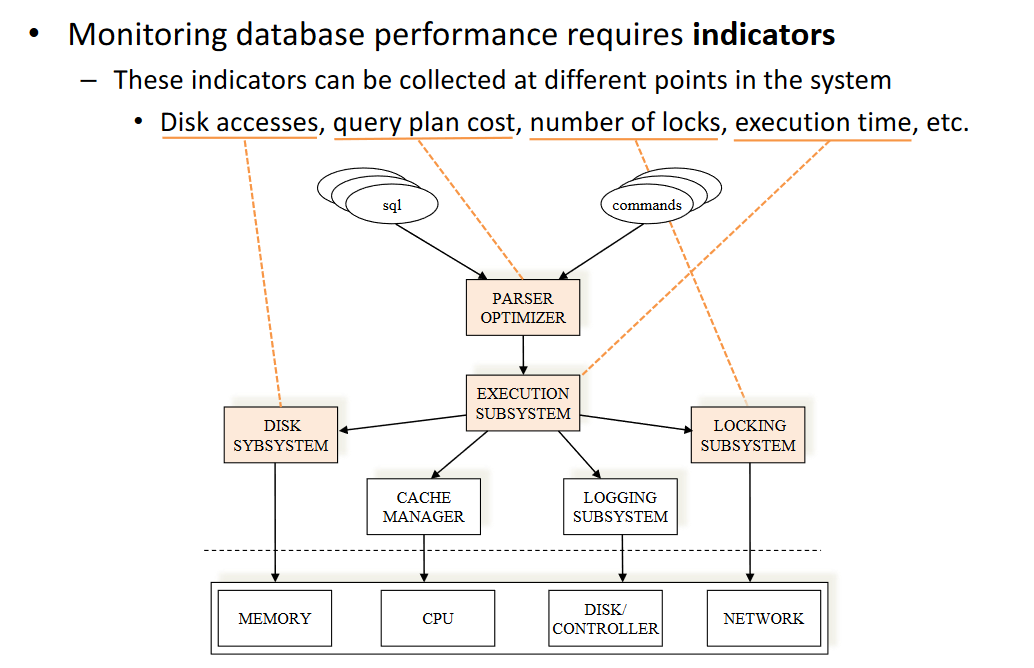 • Monitoring database performance requires indicators
– These indicators can be collected at different points in the system
• Disk accesses, query plan cost, number of locks, execution time, etc.
sql
commands
PARSER
OPTIMIZER
EXECUTION
SUBSYSTEM
DISK
SYBSYSTEM
LOCKING
SUBSYSTEM
CACHE
MANAGER
LOGGING
SUBSYSTEM
MEMORY
CPU
DISK/
CONTROLLER
NETWORK